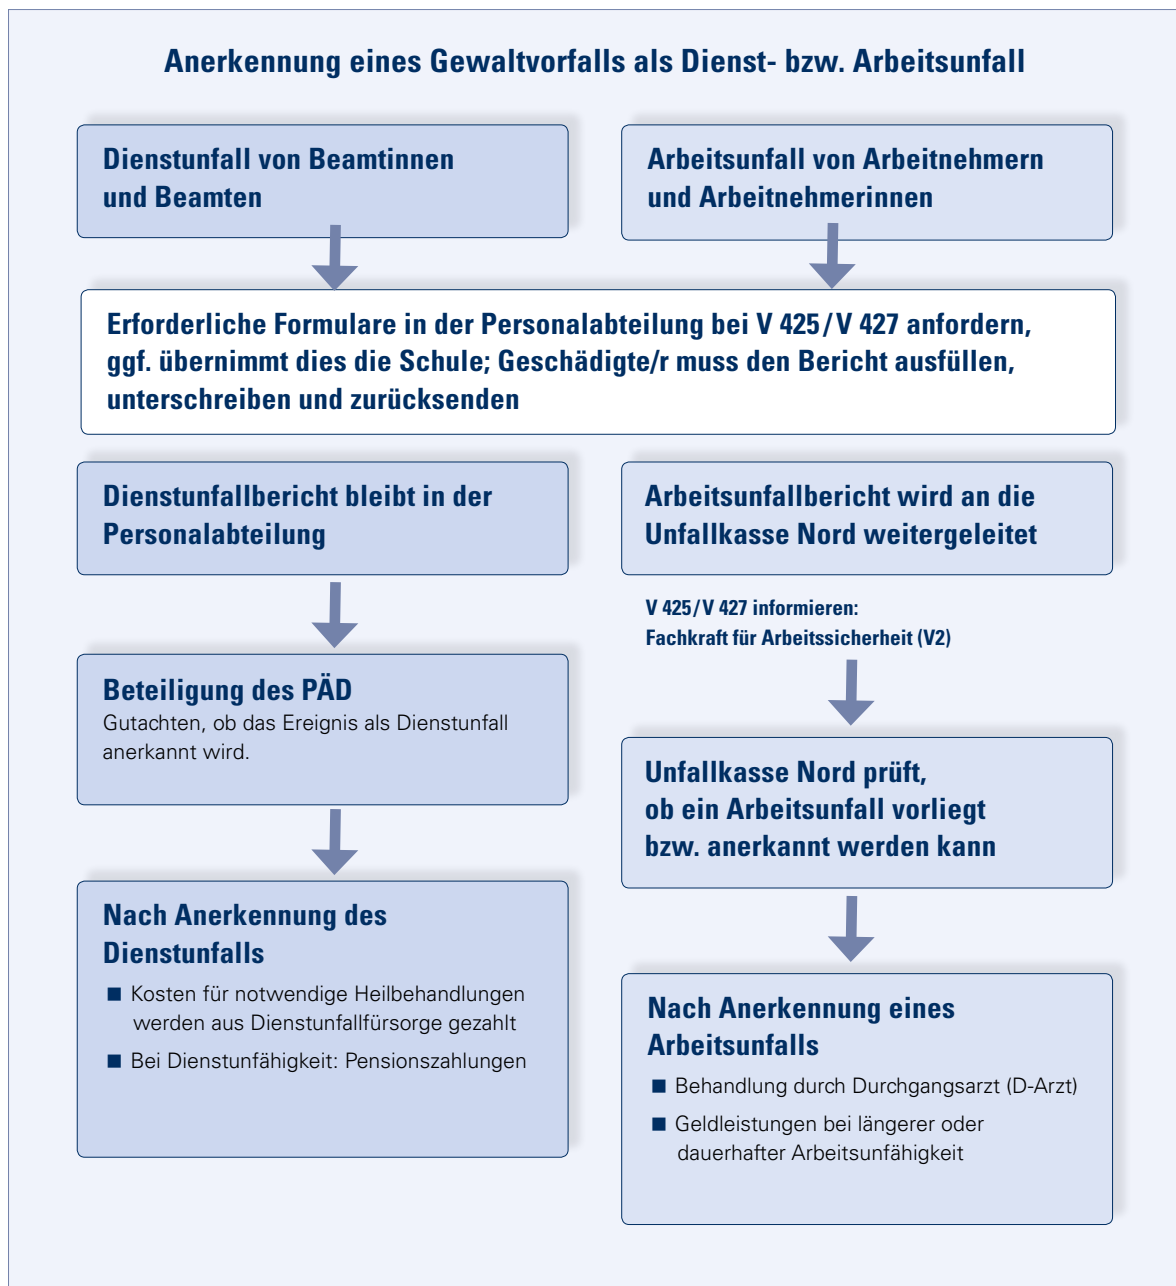 Anerkennung eines Gewaltvorfalls als Dienst- bzw. Arbeitsunfall
Dienstunfall von Beamtinnen
und Beamten
Arbeitsunfall von Arbeitnehmern
und Arbeitnehmerinnen
Erforderliche Formulare in der Personalabteilung bei V 425/V 427 anfordern,
ggf. übernimmt dies die Schule; Geschädigte/r muss den Bericht ausfüllen,
unterschreiben und zurücksenden
Dienstunfallbericht bleibt in der
Personalabteilung
Beteiligung des PÄD
Gutachten, ob das Ereignis als Dienstunfall
anerkannt wird.
Nach Anerkennung des
Dienstunfalls
■ Kosten für notwendige Heilbehandlungen
werden aus Dienstunfallfürsorge gezahlt
■ Bei Dienstunfähigkeit: Pensionszahlungen
Arbeitsunfallbericht wird an die
Unfallkasse Nord weitergeleitet
V 425/V 427 informieren:
Fachkraft für Arbeitssicherheit (V2)
Unfallkasse Nord prüft,
ob ein Arbeitsunfall vorliegt
bzw. anerkannt werden kann
Nach Anerkennung eines
Arbeitsunfalls
■ Behandlung durch Durchgangsarzt (D-Arzt)
■ Geldleistungen bei längerer oder
dauerhafter Arbeitsunfähigkeit